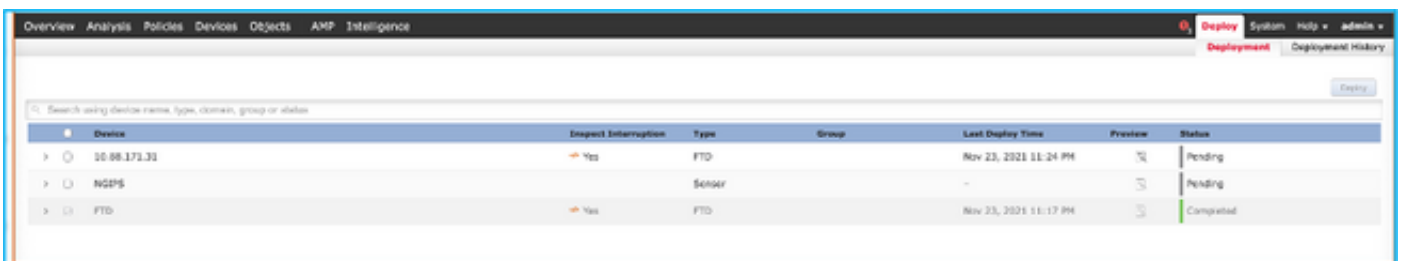 Overview Analysis Policies Devices Objects AMP Intelligence Deploy System Help admin
Deployment Deployment History
Deploy
Search using device name, type, domain, group or status
Device Inspect Interruption Type Group Last Deploy Time Preview Status
10.88.171.31 Yes FTD Nov 23, 2021 11:24 PM Pending
NGIPS Sensor - Pending
FTD Yes FTD Nov 23, 2021 11:17 PM Completed